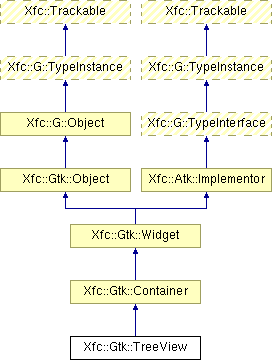 Xfc::Trackable
Xfc::Trackable
Xfc::G::TypeInstance
Xfc::G::TypeInstance
Xfc::G::Object
Xfc::G::TypeInterface
Xfc::Gtk::Object
Xfc::Atk::Implementor
Xfc::Gtk::Widget
Xfc::Gtk::Container
Xfc::Gtk::TreeView